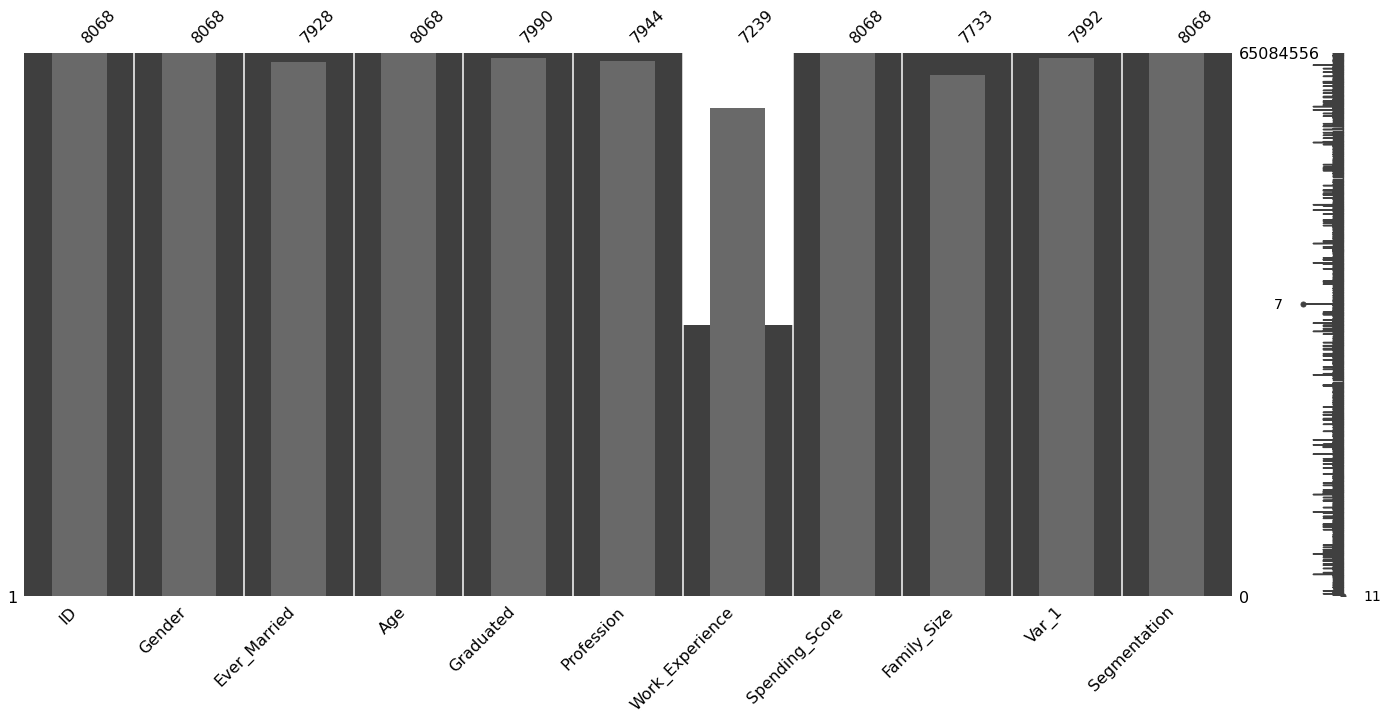 8068
8068
7928
8068
7990
7944
7239
8068
7733
7992
8068
65084556
7
1
0
11
ID
Gender
Ever_Married
Age
Graduated
Profession
Work_Experience
Spending_Score
Family_Size
Var_1
Segmentation